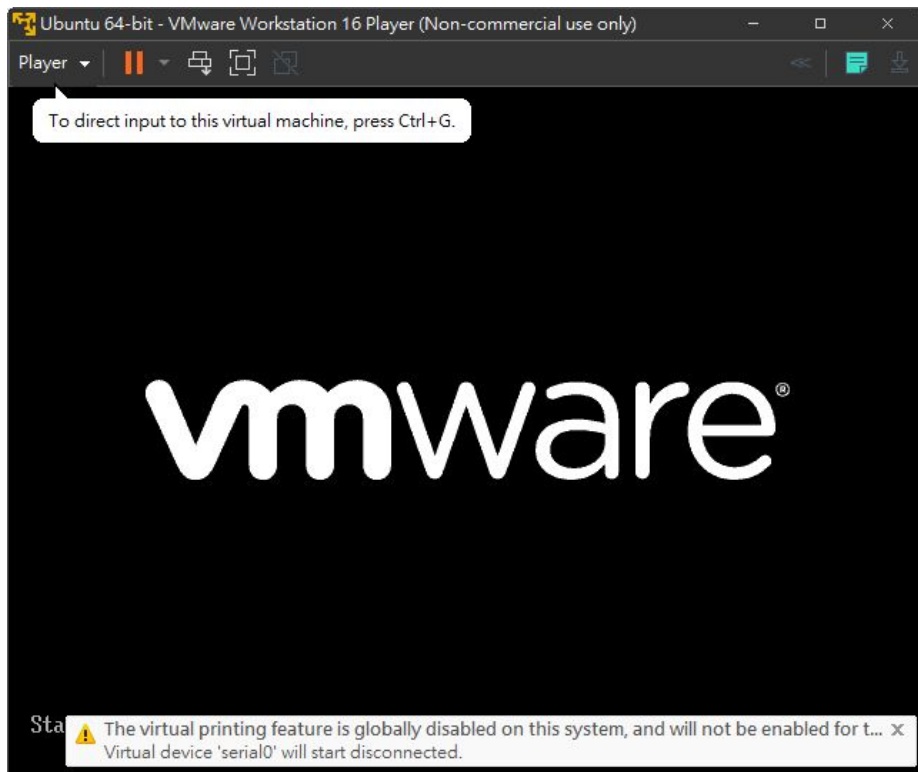 Ubuntu 64-bit - VMware Workstation 16 Player (Non-commercial use only)
Player
To direct input to this virtual machine, press Ctrl+G.
vmware®
Sta
The virtual printing feature is globally disabled on this system, and will not be enabled for t...
Virtual device 'serial0' will start disconnected.